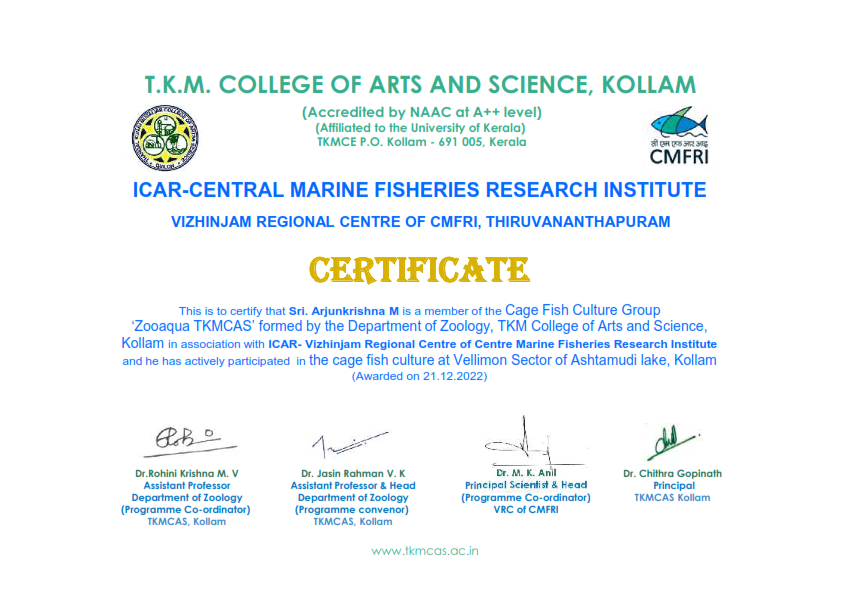 T.K.M. COLLEGE OF ARTS AND SCIENCE, KOLLAM
(Accredited by NAAC at A++ level)
(Affiliated to the University of Kerala)
TKMCE P.O. Kollam - 691 005, Kerala
सी एम एफ आर आइ
CMFRI
ICAR-CENTRAL MARINE FISHERIES RESEARCH INSTITUTE
VIZHINJAM REGIONAL CENTRE OF CMFRI, THIRUVANANTHAPURAM
CERTIFICATE
This is to certify that Sri. Arjunkrishna M is a member of the Cage Fish Culture Group
‘Zooaqua TKMCAS’ formed by the Department of Zoology, TKM College of Arts and Science,
Kollam in association with ICAR- Vizhinjam Regional Centre of Centre Marine Fisheries Research Institute
and he has actively participated in the cage fish culture at Vellimon Sector of Ashtamudi lake, Kollam
(Awarded on 21.12.2022)
Dr.Rohini Krishna M. V
Assistant Professor
Department of Zoology
(Programme Co-ordinator)
TKMCAS, Kollam
Dr. Jasin Rahman V. K
Assistant Professor & Head
Department of Zoology
(Programme convenor)
TKMCAS, Kollam
Dr. M. K. Anil
Principal Scientist & Head
(Programme Co-ordinator)
VRC of CMFRI
Dr. Chithra Gopinath
Principal
TKMCAS Kollam
www.tkmcas.ac.in